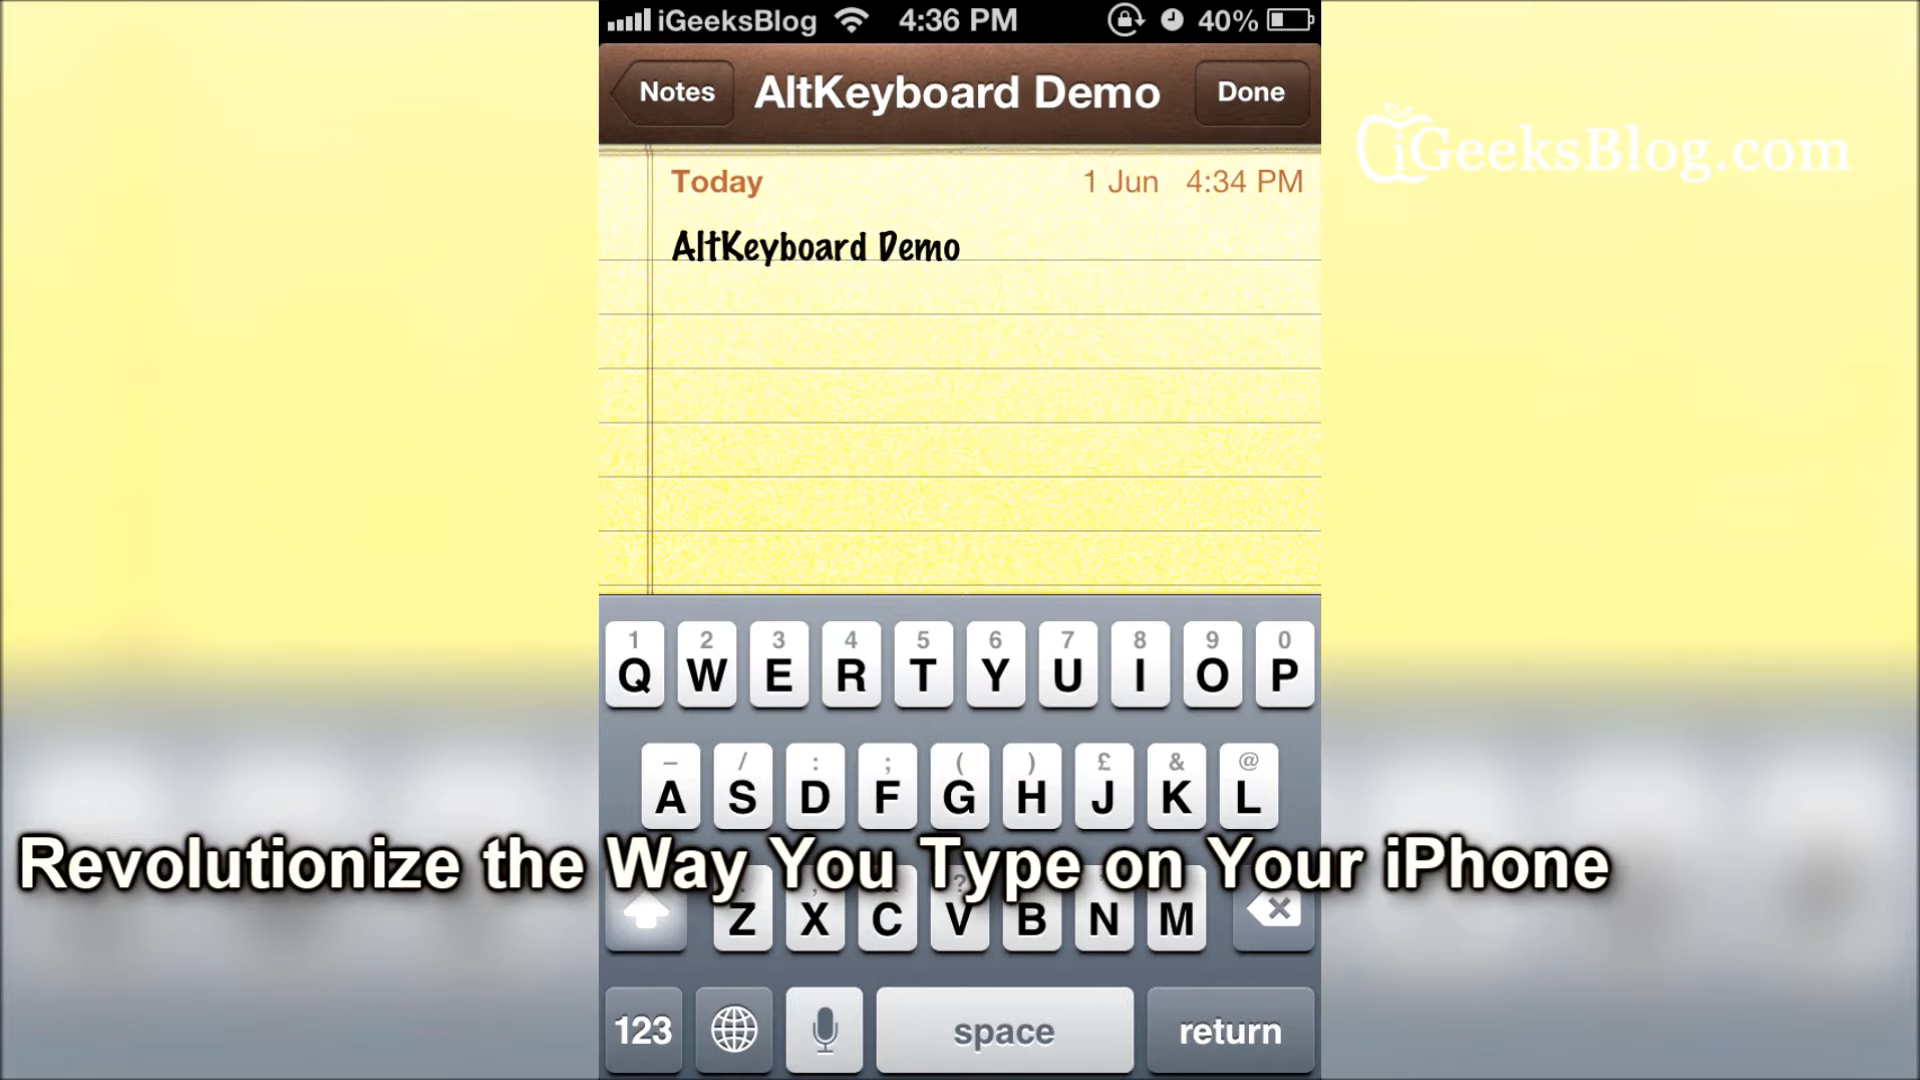 iGeeksBlog 4:36 PM 40%
Notes AltKeyboard Demo Done
iGeeksBlog.com
Today 1 Jun 4:34 PM
AltKeyboard Demo
1 2 3 4 5 6 7 8 9 0
Q W E R T Y U I O P
– / : ; ( ) £ & @
A S D F G H J K L
Revolutionize the Way You Type on Your iPhone
?
Z X C V B N M
123 space return